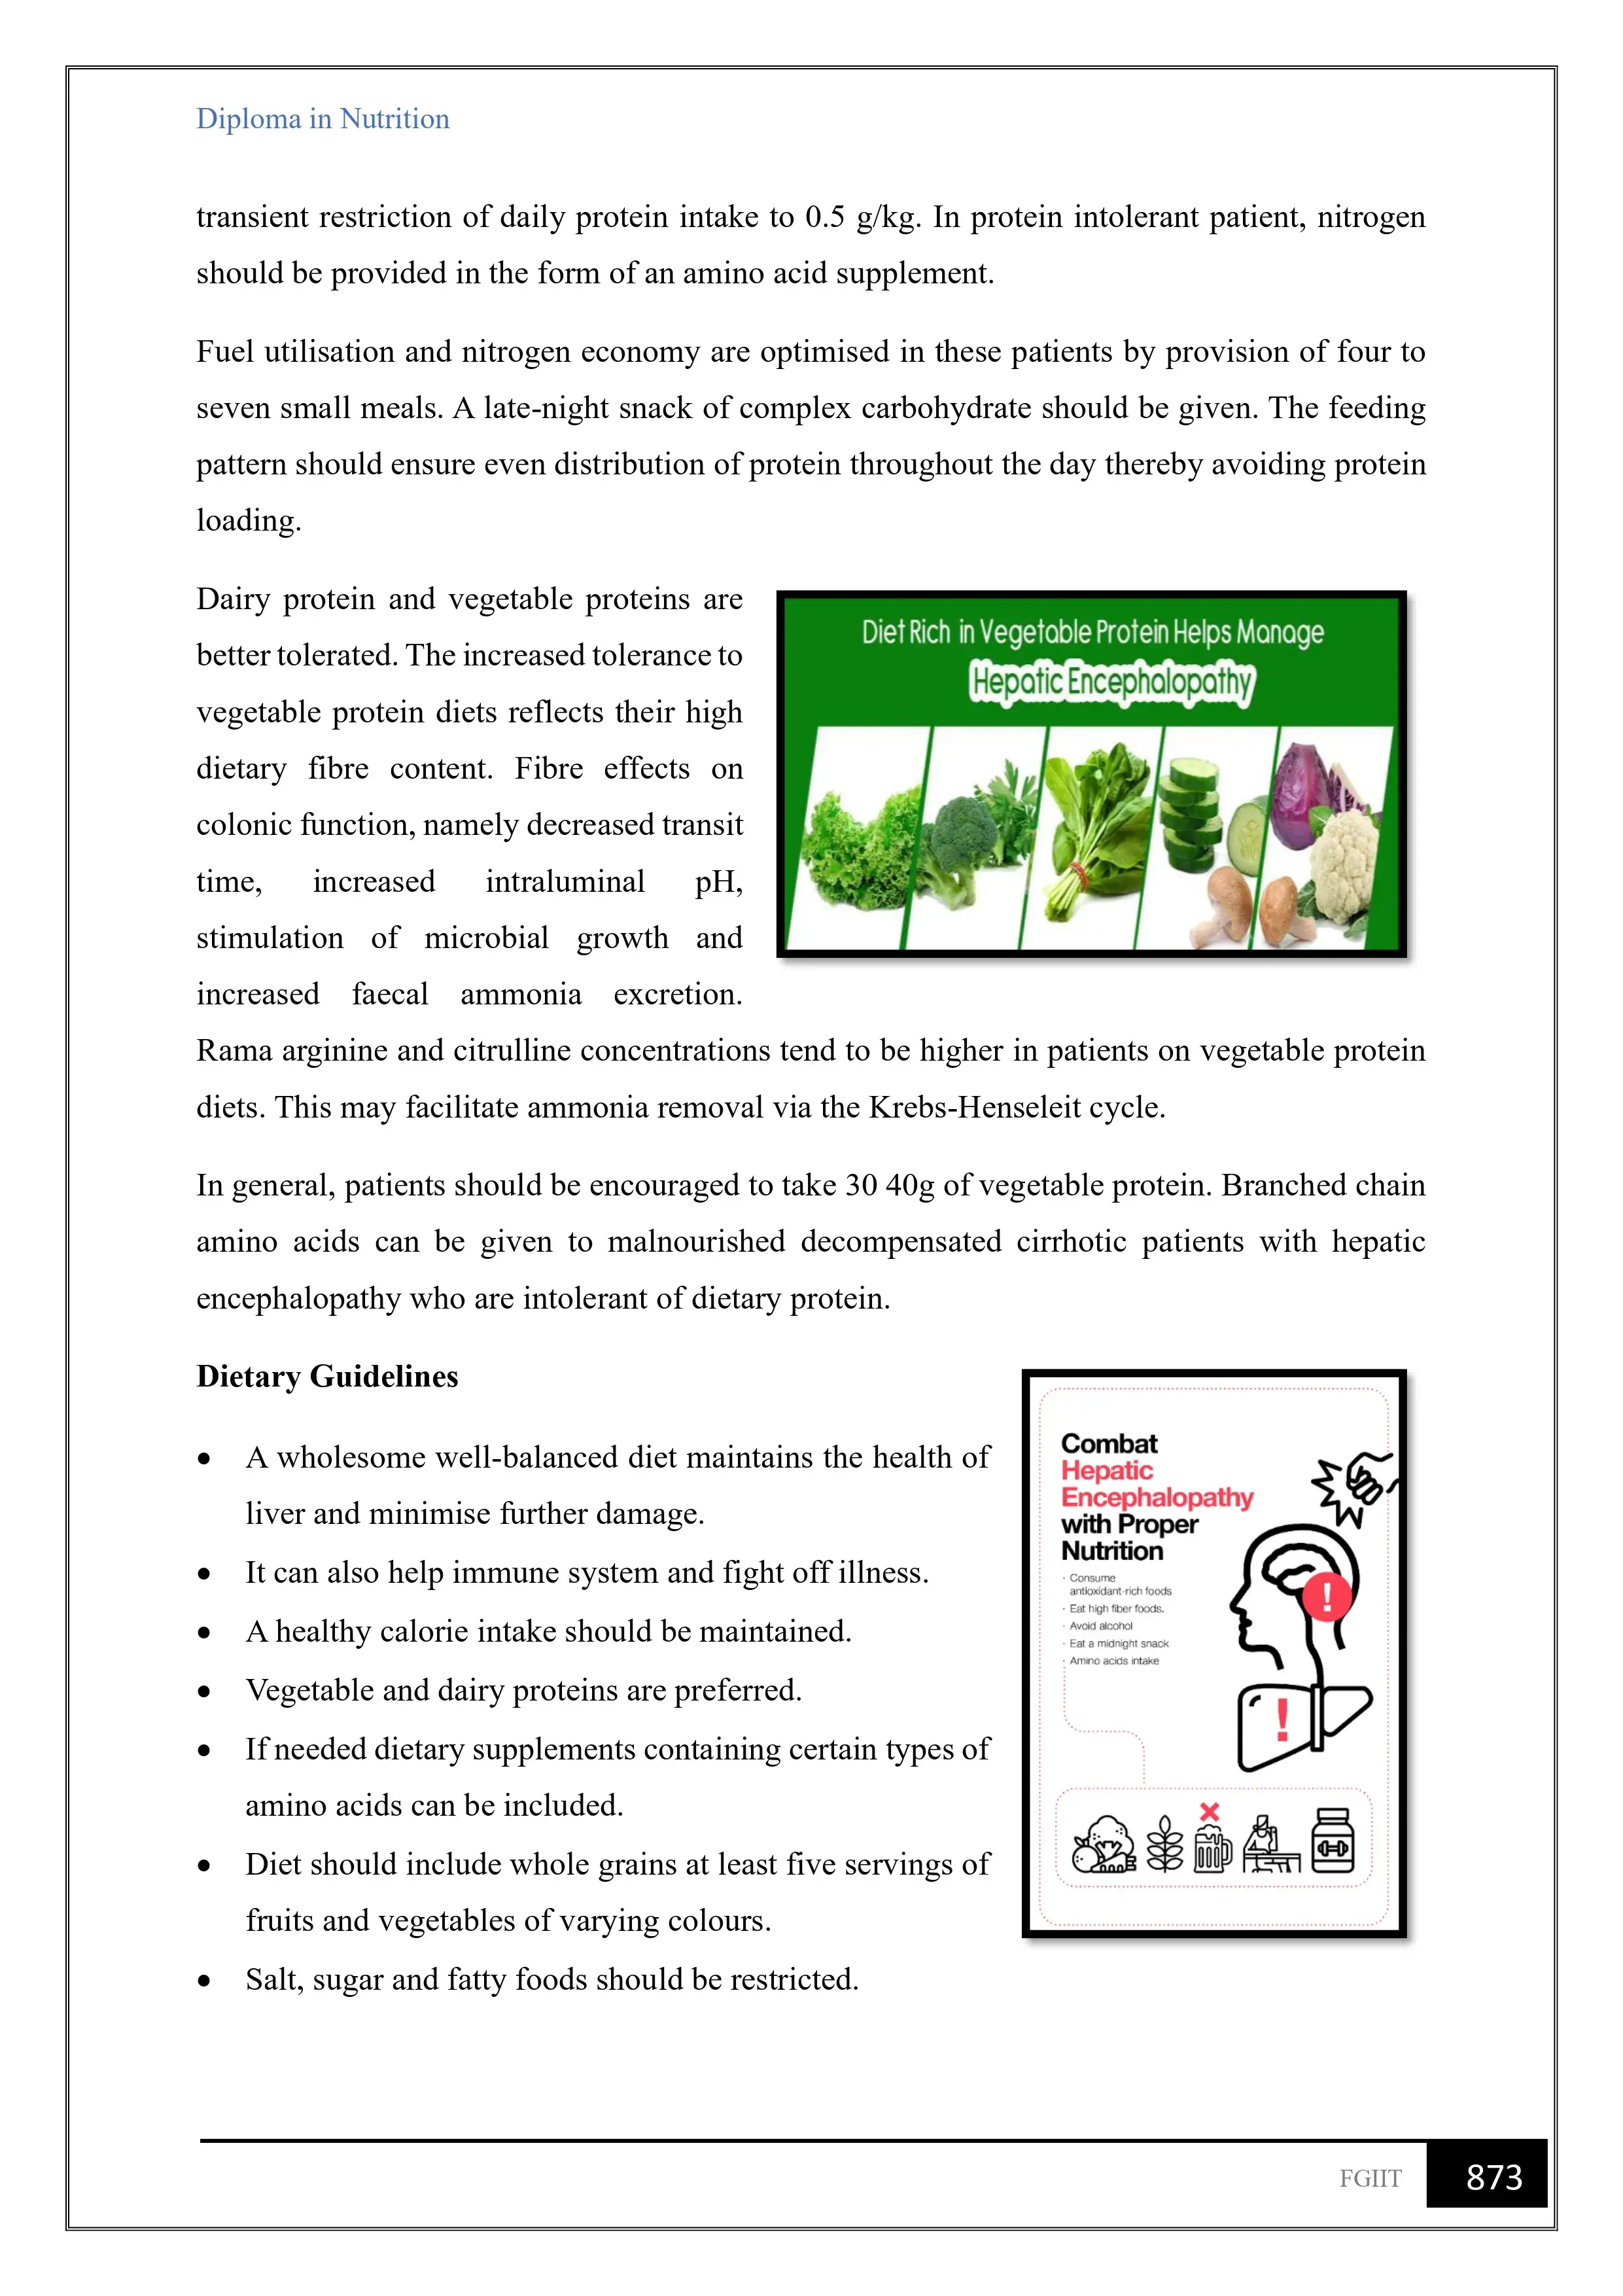 Diploma in Nutrition
transient restriction of daily protein intake to 0.5 g/kg. In protein intolerant patient, nitrogen
should be provided in the form of an amino acid supplement.
Fuel utilisation and nitrogen economy are optimised in these patients by provision of four to
seven small meals. A late-night snack of complex carbohydrate should be given. The feeding
pattern should ensure even distribution of protein throughout the day thereby avoiding protein
loading.
Dairy protein and vegetable proteins are
better tolerated. The increased tolerance to
vegetable protein diets reflects their high
dietary fibre content. Fibre effects on
colonic function, namely decreased transit
time, increased intraluminal pH,
stimulation of microbial growth and
increased faecal ammonia excretion.
Diet Rich in Vegetable Protein Helps Manage
Hepatic Encephalopathy
Rama arginine and citrulline concentrations tend to be higher in patients on vegetable protein
diets. This may facilitate ammonia removal via the Krebs-Henseleit cycle.
In general, patients should be encouraged to take 30 40g of vegetable protein. Branched chain
amino acids can be given to malnourished decompensated cirrhotic patients with hepatic
encephalopathy who are intolerant of dietary protein.
Dietary Guidelines
• A wholesome well-balanced diet maintains the health of
liver and minimise further damage.
• It can also help immune system and fight off illness.
• A healthy calorie intake should be maintained.
• Vegetable and dairy proteins are preferred.
• If needed dietary supplements containing certain types of
amino acids can be included.
• Diet should include whole grains at least five servings of
fruits and vegetables of varying colours.
• Salt, sugar and fatty foods should be restricted.
Combat
Hepatic
Encephalopathy
with Proper
Nutrition
· Consume
antioxidant-rich foods
· Eat high fiber foods.
· Avoid alcohol
· Eat a midnight snack
· Amino acids intake
!
!
FGIIT
873